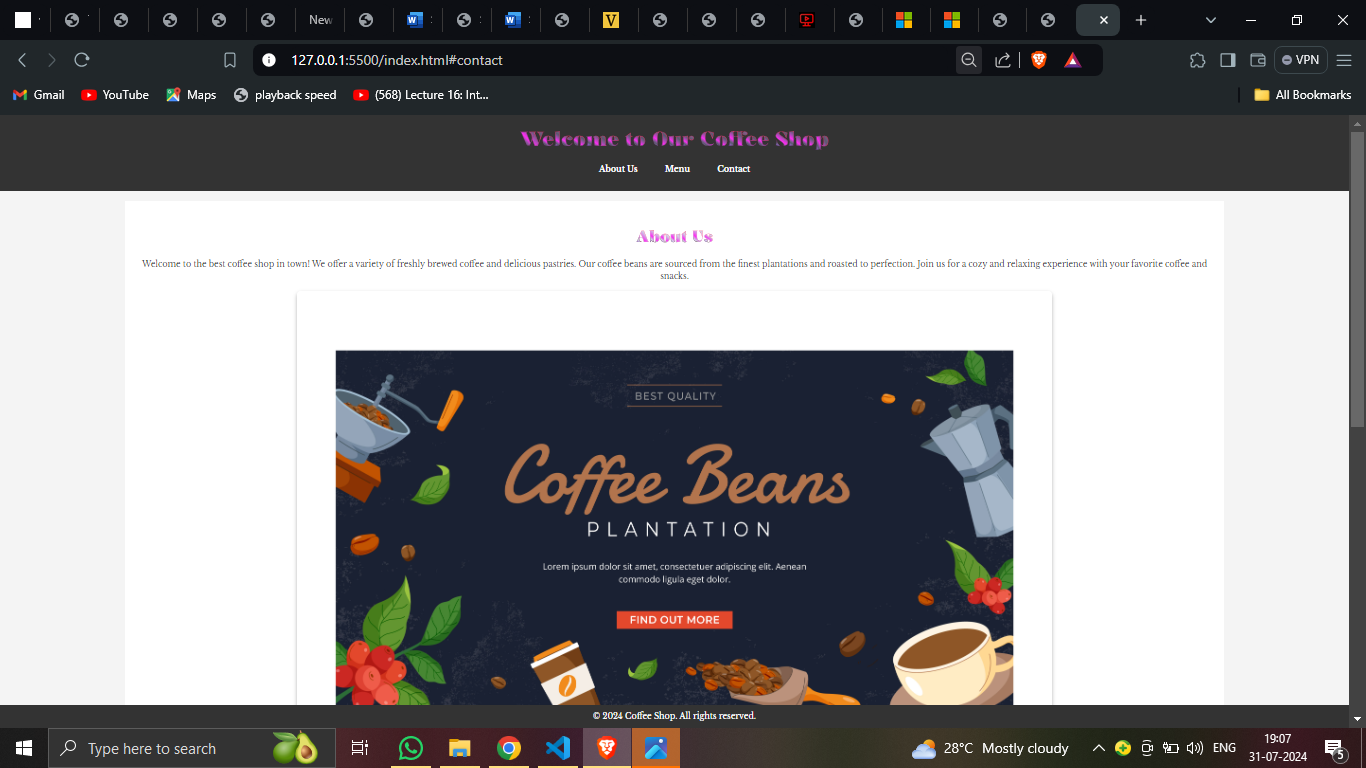 New
127.0.0.1:5500/index.html#contact
VPN
Gmail
YouTube
Maps
playback speed
(568) Lecture 16: Int...
All Bookmarks
Welcome to Our Coffee Shop
About Us
Menu
Contact
About Us
Welcome to the best coffee shop in town! We offer a variety of freshly brewed coffee and delicious pastries. Our coffee beans are sourced from the finest plantations and roasted to perfection. Join us for a cozy and relaxing experience with your favorite coffee and
snacks.
BEST QUALITY
Coffee Beans
PLANTATION
Lorem ipsum dolor sit amet, consectetuer adipiscing elit. Aenean
commodo ligula eget dolor.
FIND OUT MORE
© 2024 Coffee Shop. All rights reserved.
Type here to search
28°C Mostly cloudy
ENG
19:07
31-07-2024
5